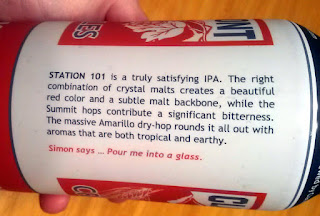 STATION 101 is a truly satisfying IPA. The right
combination of crystal malts creates a beautiful
red color and a subtle malt backbone, while the
Summit hops contribute a significant bitterness.
The massive Amarillo dry-hop rounds it all out with
aromas that are both tropical and earthy.
Simon says ... Pour me into a glass.